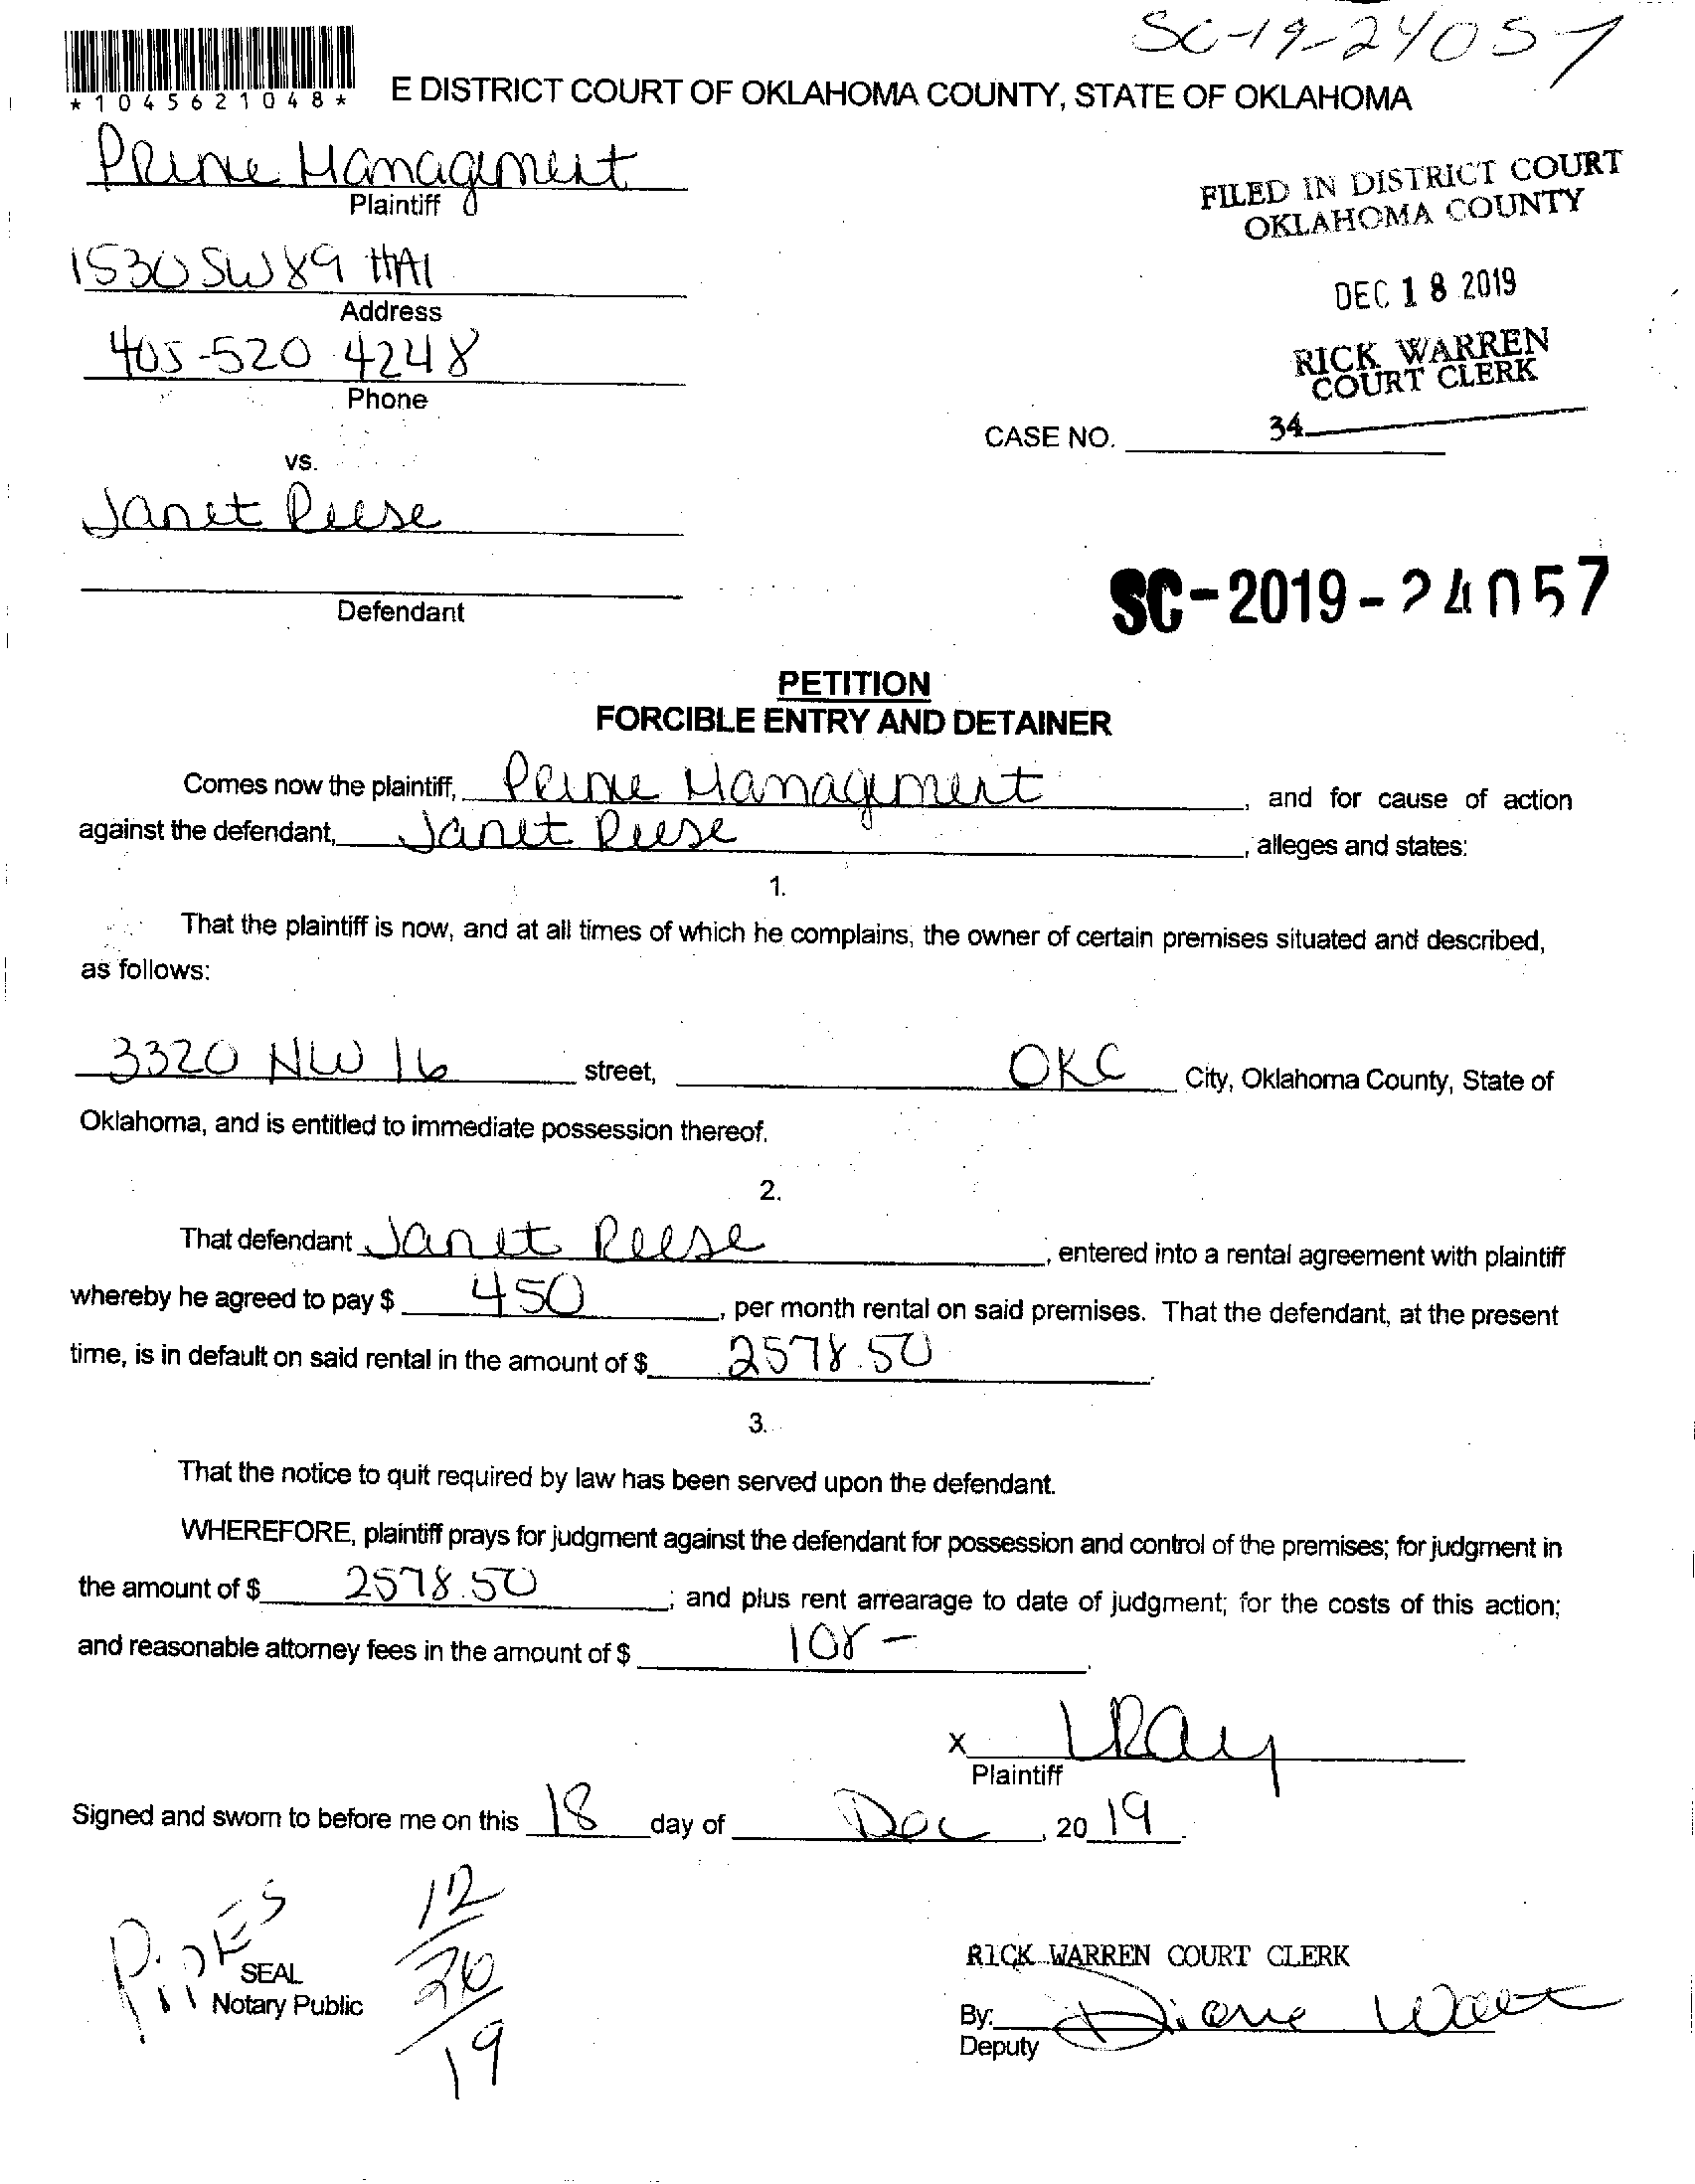 SC-19-24057
*1045621048*
E DISTRICT COURT OF OKLAHOMA COUNTY, STATE OF OKLAHOMA
Prime Management
Plaintiff
FILED IN DISTRICT COURT
OKLAHOMA COUNTY
1530 SW 89 #A1
Address
DEC 18 2019
405-520 4248
Phone
RICK WARREN
COURT CLERK
34
CASE NO.
vs.
Janet Reese
Defendant
SC-2019-24057
PETITION
FORCIBLE ENTRY AND DETAINER
Comes now the plaintiff, Prime Management, and for cause of action
against the defendant, Janet Reese, alleges and states:
1.
That the plaintiff is now, and at all times of which he complains, the owner of certain premises situated and described,
as follows:
3320 NW 16 street, OKC City, Oklahoma County, State of
Oklahoma, and is entitled to immediate possession thereof.
2.
That defendant Janet Reese, entered into a rental agreement with plaintiff
whereby he agreed to pay $ 450, per month rental on said premises. That the defendant, at the present
time, is in default on said rental in the amount of $ 2578.50.
3.
That the notice to quit required by law has been served upon the defendant.
WHEREFORE, plaintiff prays for judgment against the defendant for possession and control of the premises; for judgment in
the amount of $ 2578.50; and plus rent arrearage to date of judgment; for the costs of this action;
and reasonable attorney fees in the amount of $ 108-.
X LRay
Plaintiff
Signed and sworn to before me on this 18 day of Dec, 20 19.
PIPES
12
26
19
SEAL
Notary Public
RICK WARREN COURT CLERK
By: Diane
Deputy